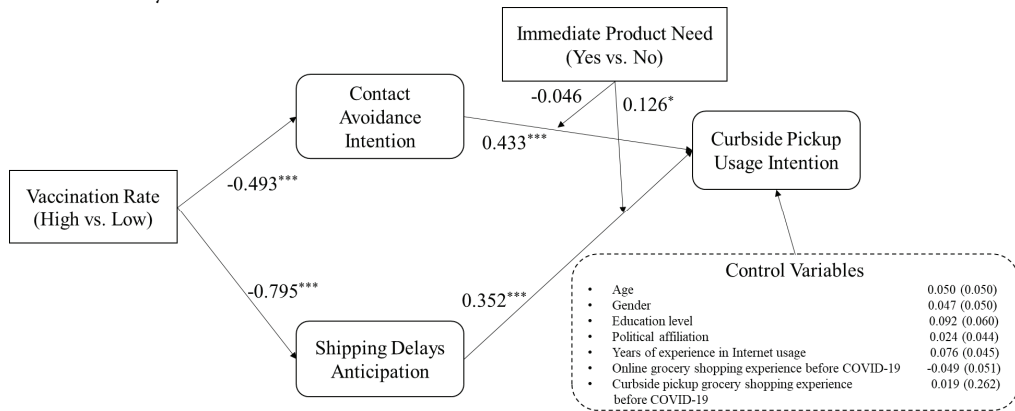 Immediate Product Need
(Yes vs. No)
Contact
Avoidance
Intention
-0.046
0.126*
0.433***
Curbside Pickup
Usage Intention
Vaccination Rate
(High vs. Low)
-0.493***
-0.795***
0.352***
Shipping Delays
Anticipation
Control Variables
• Age 0.050 (0.050)
• Gender 0.047 (0.050)
• Education level 0.092 (0.060)
• Political affiliation 0.024 (0.044)
• Years of experience in Internet usage 0.076 (0.045)
• Online grocery shopping experience before COVID-19 -0.049 (0.051)
• Curbside pickup grocery shopping experience 0.019 (0.262)
before COVID-19